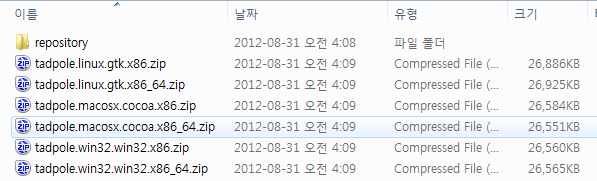 이름 날짜 유형 크기
repository 2012-08-31 오전 4:08 파일 폴더
tadpole.linux.gtk.x86.zip 2012-08-31 오전 4:09 Compressed File (... 26,886KB
tadpole.linux.gtk.x86_64.zip 2012-08-31 오전 4:09 Compressed File (... 26,925KB
tadpole.macosx.cocoa.x86.zip 2012-08-31 오전 4:09 Compressed File (... 26,584KB
tadpole.macosx.cocoa.x86_64.zip 2012-08-31 오전 4:09 Compressed File (... 26,551KB
tadpole.win32.win32.x86.zip 2012-08-31 오전 4:09 Compressed File (... 26,560KB
tadpole.win32.win32.x86_64.zip 2012-08-31 오전 4:09 Compressed File (... 26,565KB